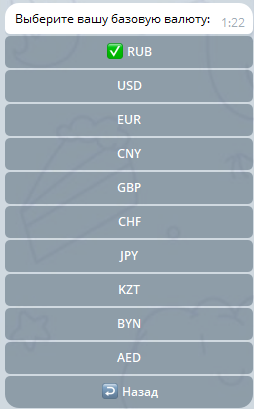 Выберите вашу базовую валюту:
1:22
✅ RUB
USD
EUR
CNY
GBP
CHF
JPY
KZT
BYN
AED
↩️ Назад